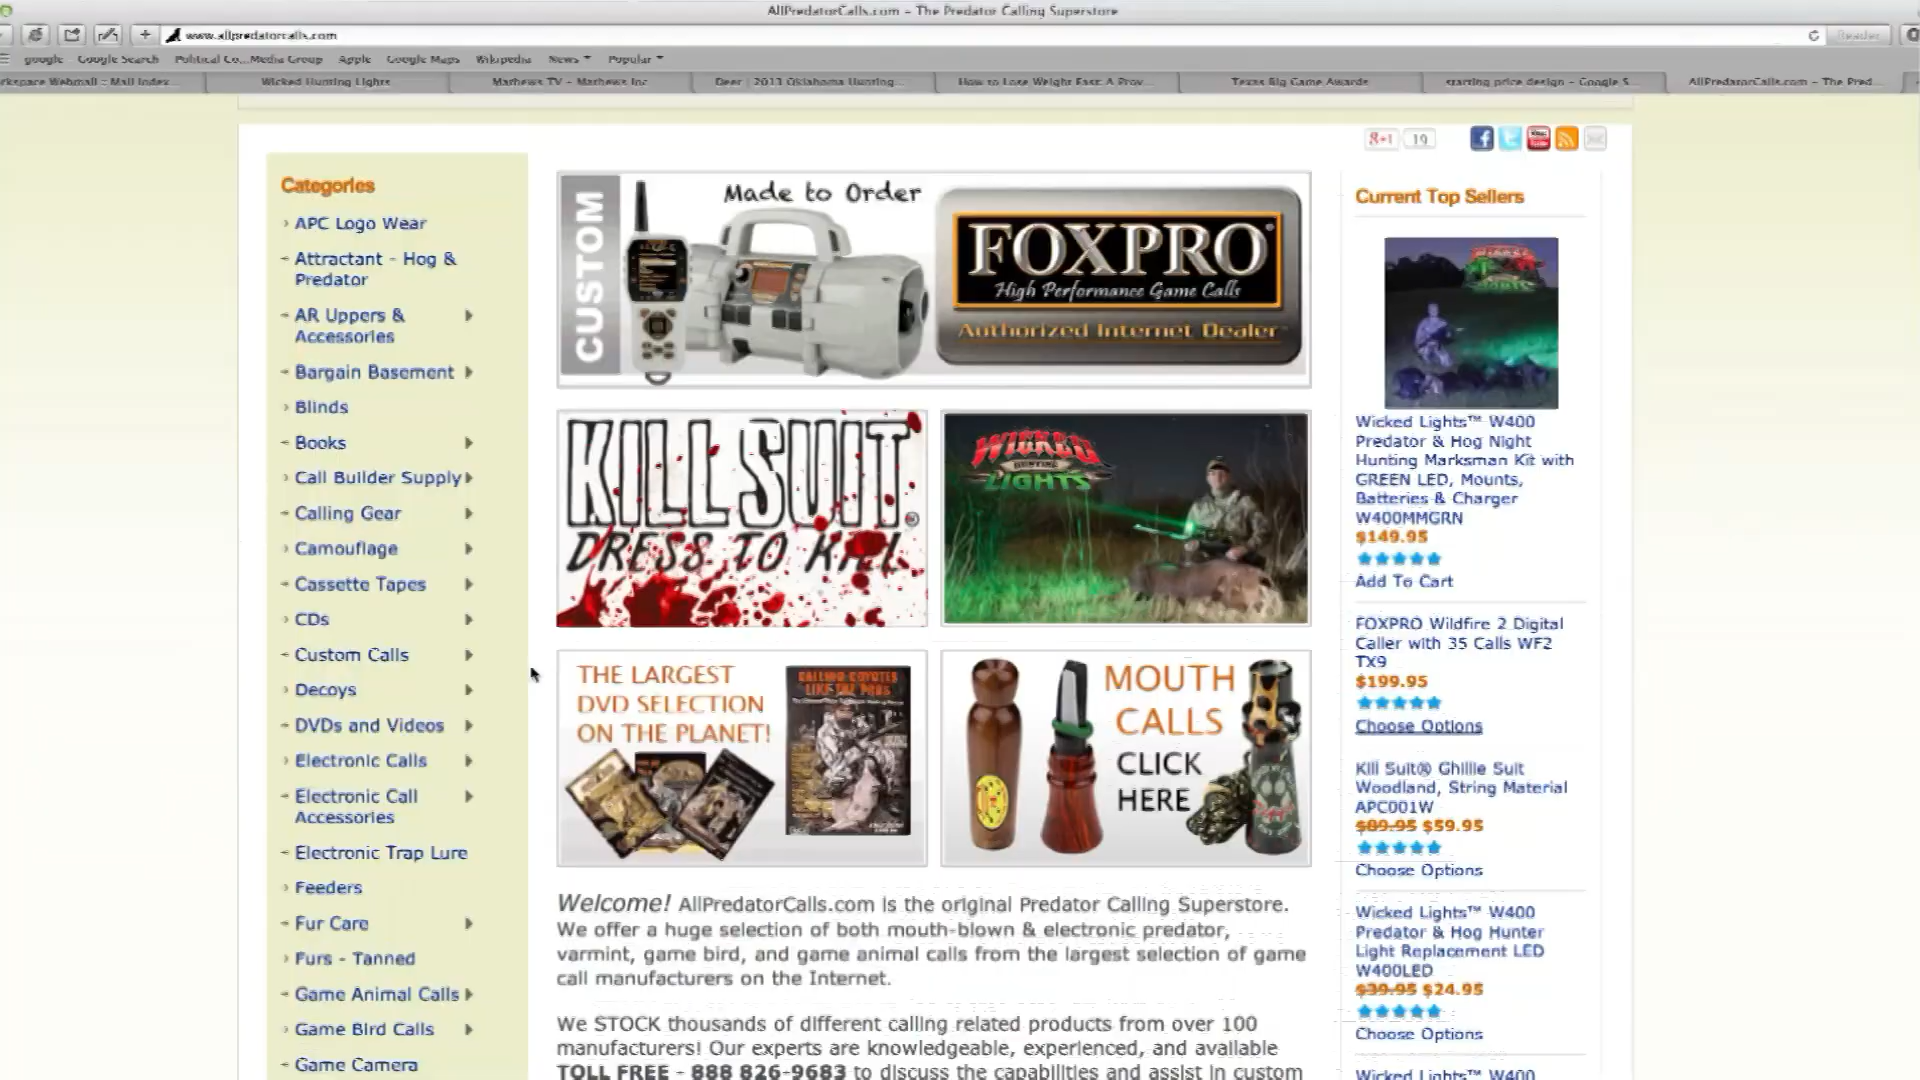 AllPredatorCalls.com – The Predator Calling Superstore
www.allpredatorcalls.com
Reader
google Google Search Political Co...Media Group Apple Google Maps Wikipedia News Popular
Wicked Hunting Lights
Mathews TV – Mathews Inc
Deer | 2013 Oklahoma Hunting...
How to Lose Weight Fast: A Prov...
Texas Big Game Awards
starting price design – Google S...
AllPredatorCalls.com – The Pred...
g+1 19
Categories
APC Logo Wear
Attractant - Hog &
Predator
AR Uppers &
Accessories
Bargain Basement
Blinds
Books
Call Builder Supply
Calling Gear
Camouflage
Cassette Tapes
CDs
Custom Calls
Decoys
DVDs and Videos
Electronic Calls
Electronic Call
Accessories
Electronic Trap Lure
Feeders
Fur Care
Furs - Tanned
Game Animal Calls
Game Bird Calls
Game Camera
CUSTOM
Made to Order
FOXPRO®
High Performance Game Calls
Authorized Internet Dealer
KILL SUIT®
DRESS TO KILL
WICKED
HUNTING
LIGHTS
THE LARGEST
DVD SELECTION
ON THE PLANET!
CALLING COYOTES
LIKE THE PROS
MOUTH
CALLS
CLICK
HERE
Welcome! AllPredatorCalls.com is the original Predator Calling Superstore.
We offer a huge selection of both mouth-blown & electronic predator,
varmint, game bird, and game animal calls from the largest selection of game
call manufacturers on the Internet.
We STOCK thousands of different calling related products from over 100
manufacturers! Our experts are knowledgeable, experienced, and available
TOLL FREE - 888 826-9683 to discuss the capabilities and assist in custom
Current Top Sellers
WICKED
LIGHTS
Wicked Lights™ W400
Predator & Hog Night
Hunting Marksman Kit with
GREEN LED, Mounts,
Batteries & Charger
W400MMGRN
$149.95
Add To Cart
FOXPRO Wildfire 2 Digital
Caller with 35 Calls WF2
TX9
$199.95
Choose Options
Kill Suit® Ghillie Suit
Woodland, String Material
APC001W
$89.95 $59.95
Choose Options
Wicked Lights™ W400
Predator & Hog Hunter
Light Replacement LED
W400LED
$39.95 $24.95
Choose Options
Wicked Lights™ W400